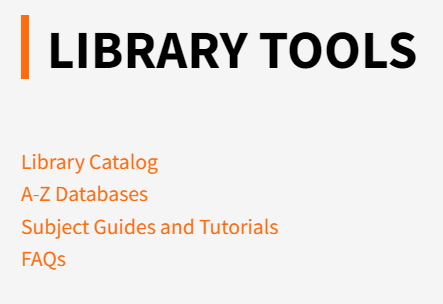 LIBRARY TOOLS
Library Catalog
A-Z Databases
Subject Guides and Tutorials
FAQs